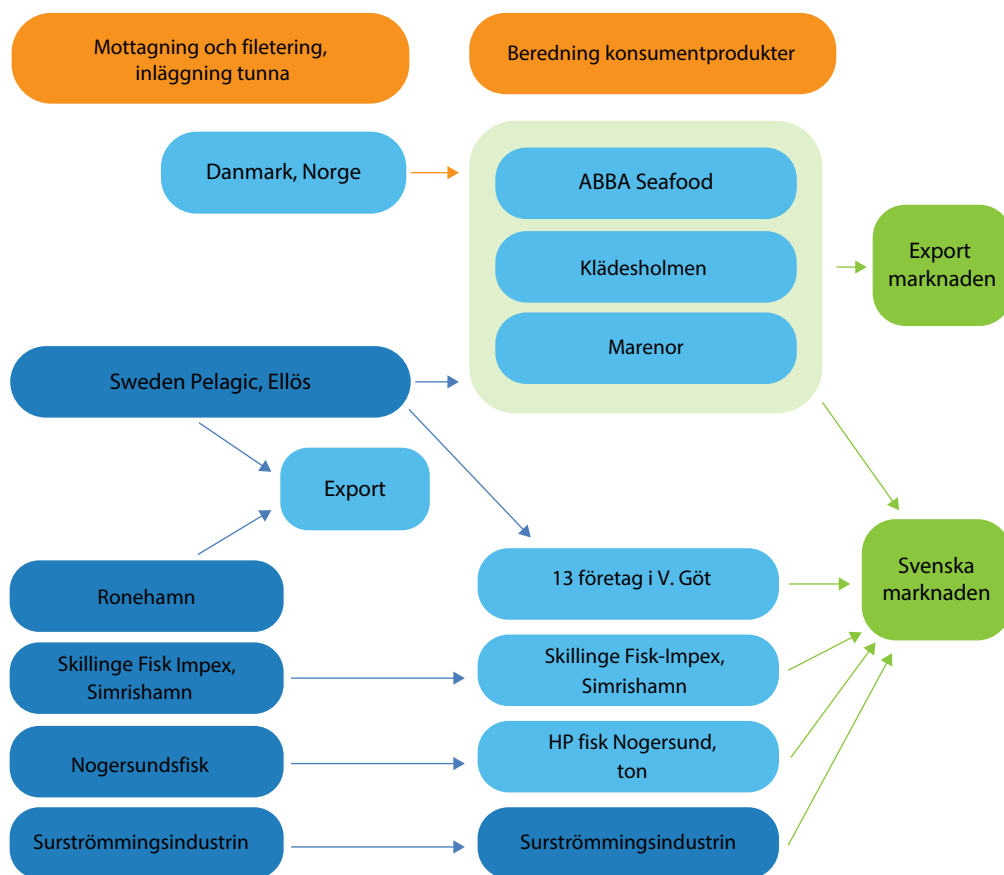 Mottagning och filetering,
inläggning tunna
Beredning konsumentprodukter
Danmark, Norge
ABBA Seafood
Klädesholmen
Marenor
Export
marknaden
Sweden Pelagic, Ellös
Export
Ronehamn
13 företag i V. Göt
Svenska
marknaden
Skillinge Fisk Impex,
Simrishamn
Skillinge Fisk-Impex,
Simrishamn
Nogersundsfisk
HP fisk Nogersund,
ton
Surströmmingsindustrin
Surströmmingsindustrin